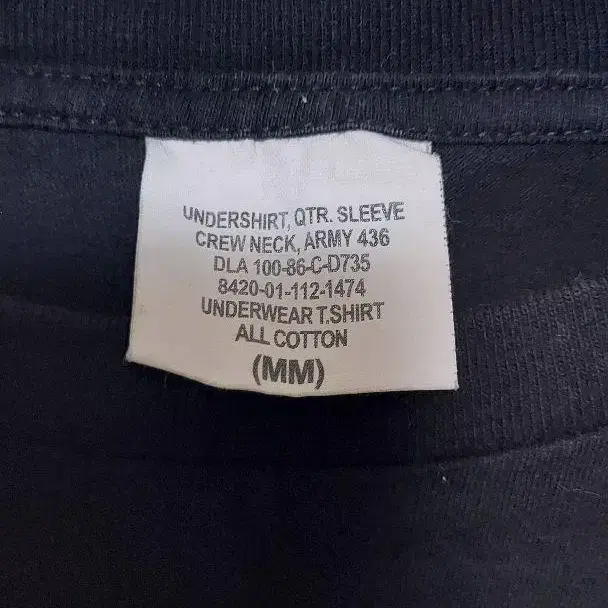 UNDERSHIRT, QTR. SLEEVE
CREW NECK, ARMY 436
DLA 100-86-C-D735
8420-01-112-1474
UNDERWEAR T.SHIRT
ALL COTTON
(MM)